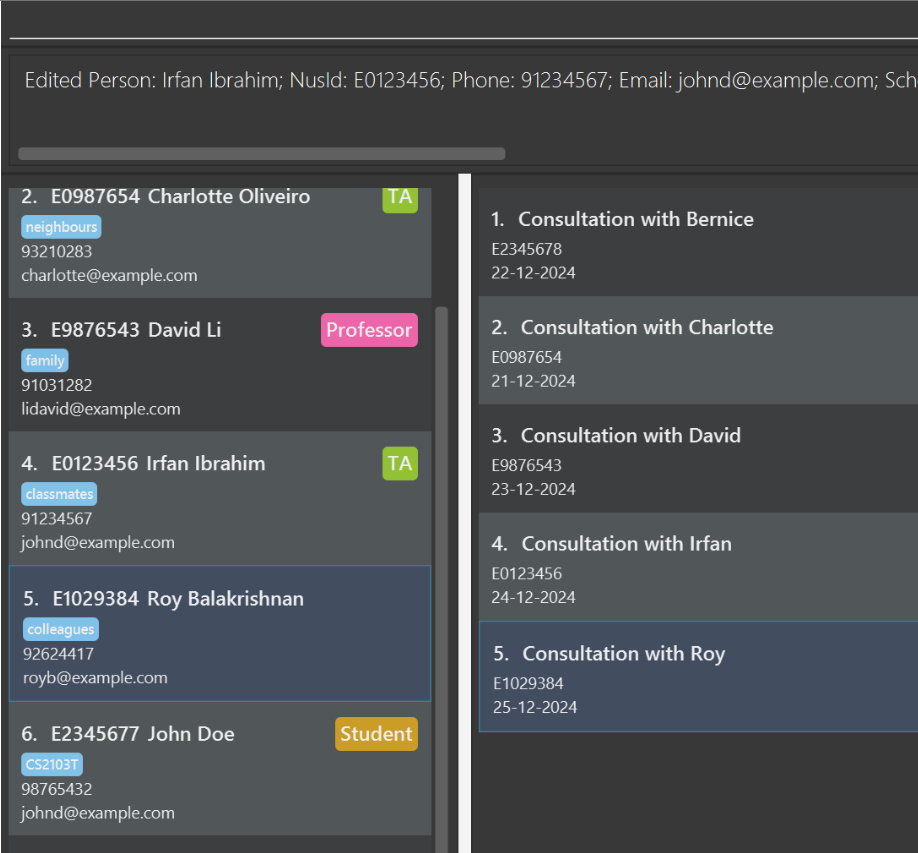 Edited Person: Irfan Ibrahim; NusId: E0123456; Phone: 91234567; Email: johnd@example.com; Sch
2. E0987654 Charlotte Oliveiro TA
neighbours
93210283
charlotte@example.com
3. E9876543 David Li Professor
family
91031282
lidavid@example.com
4. E0123456 Irfan Ibrahim TA
classmates
91234567
johnd@example.com
5. E1029384 Roy Balakrishnan
colleagues
92624417
royb@example.com
6. E2345677 John Doe Student
CS2103T
98765432
johnd@example.com
1. Consultation with Bernice
E2345678
22-12-2024
2. Consultation with Charlotte
E0987654
21-12-2024
3. Consultation with David
E9876543
23-12-2024
4. Consultation with Irfan
E0123456
24-12-2024
5. Consultation with Roy
E1029384
25-12-2024